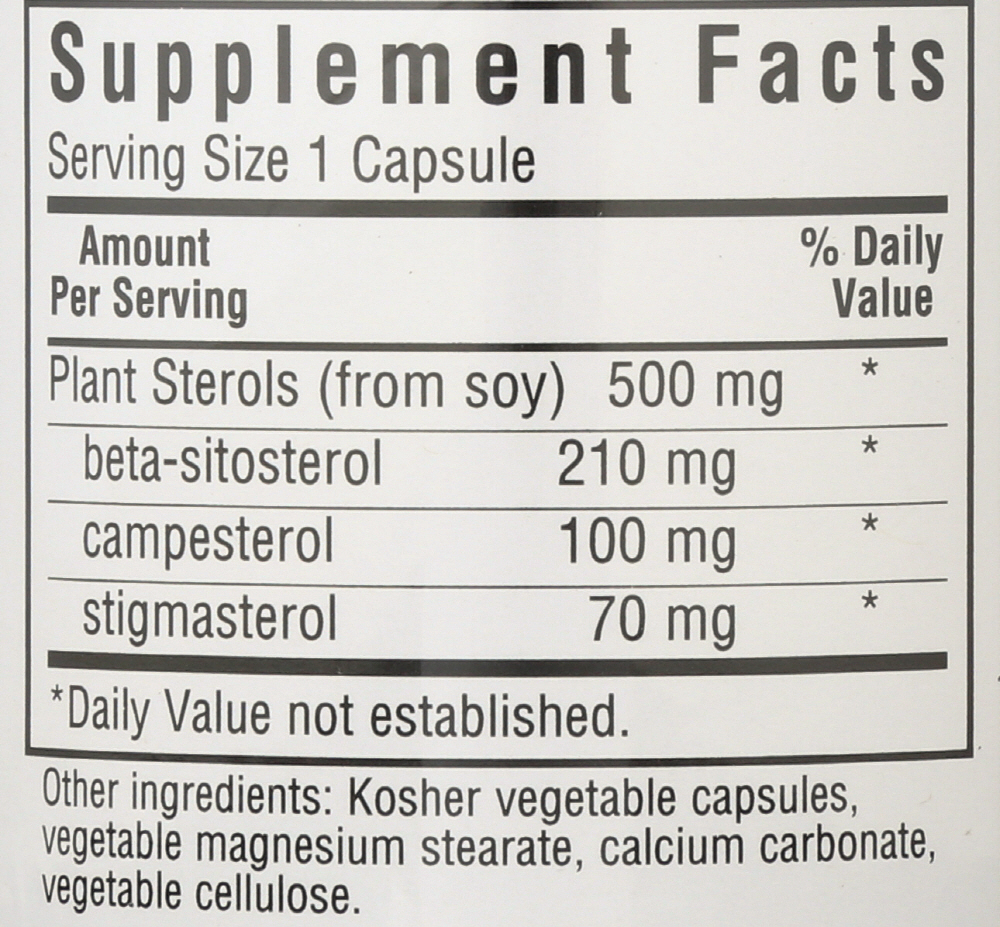 Supplement Facts
Serving Size 1 Capsule
Amount
Per Serving
% Daily
Value
Plant Sterols (from soy) 500 mg *
beta-sitosterol 210 mg *
campesterol 100 mg *
stigmasterol 70 mg *
*Daily Value not established.
Other ingredients: Kosher vegetable capsules,
vegetable magnesium stearate, calcium carbonate,
vegetable cellulose.